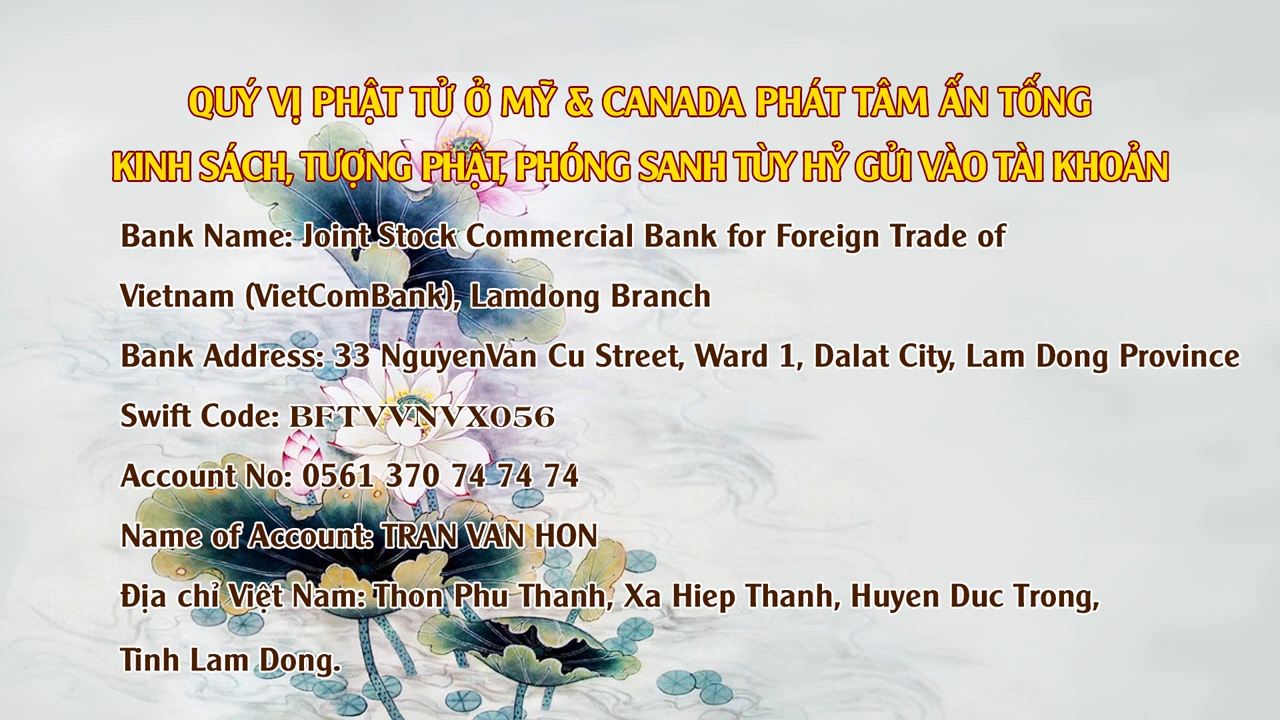 QUÝ VỊ PHẬT TỬ Ở MỸ & CANADA PHÁT TÂM ẤN TỐNG
KINH SÁCH, TƯỢNG PHẬT, PHÓNG SANH TÙY HỶ GỬI VÀO TÀI KHOẢN
Bank Name: Joint Stock Commercial Bank for Foreign Trade of
Vietnam (VietComBank), Lamdong Branch
Bank Address: 33 NguyenVan Cu Street, Ward 1, Dalat City, Lam Dong Province
Swift Code: BFTVVNVX056
Account No: 0561 370 74 74 74
Name of Account: TRAN VAN HON
Địa chỉ Việt Nam: Thon Phu Thanh, Xa Hiep Thanh, Huyen Duc Trong,
Tinh Lam Dong.